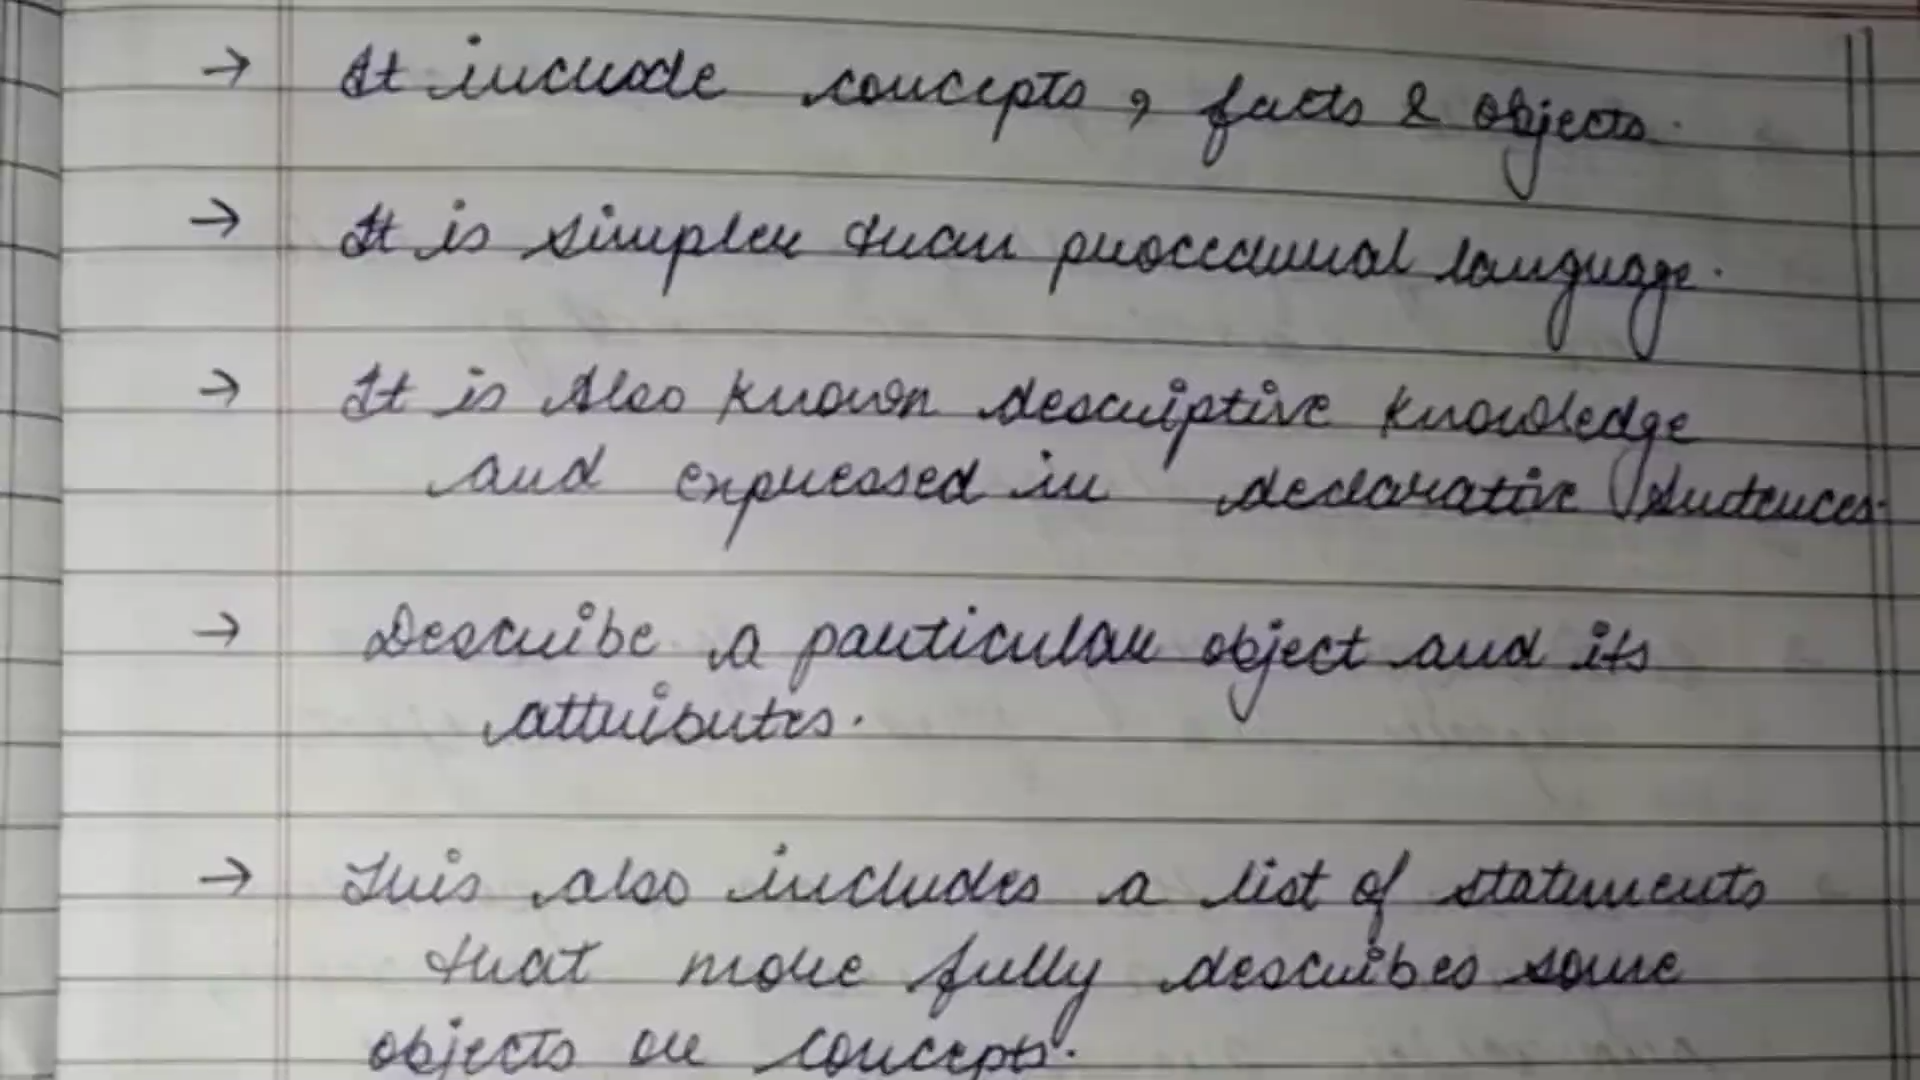 → It include concepts, facts & objects.
→ It is simpler than procedural language.
→ It is Also known descriptive knowledge
and expressed in declarative sentences.
→ Describe a particular object and its
attributes.
→ This also includes a list of statements
that more fully describes some
objects or concepts.